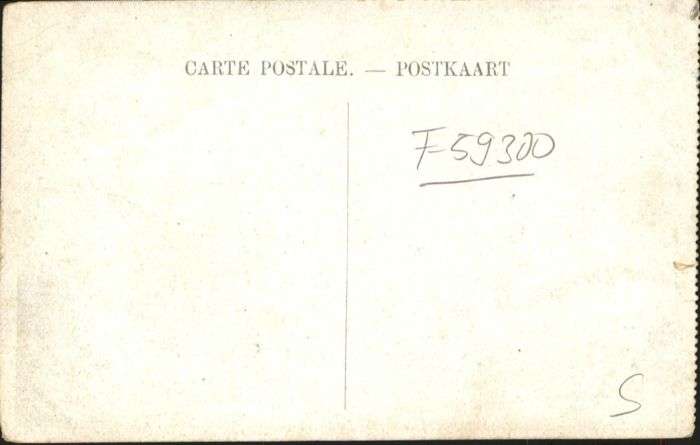 CARTE POSTALE. — POSTKAART
F-59300
S